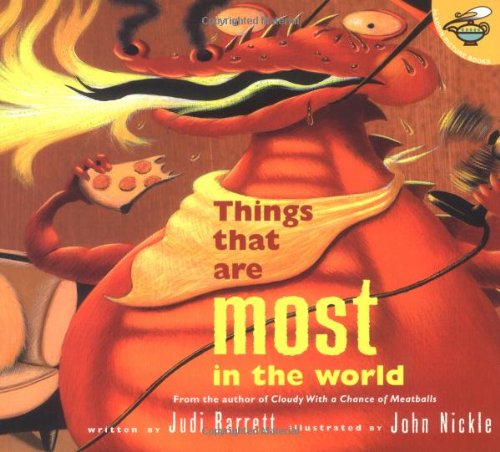 Things
that
are
most
in the world
From the author of Cloudy With a Chance of Meatballs
written by Judi Barrett illustrated by John Nickle